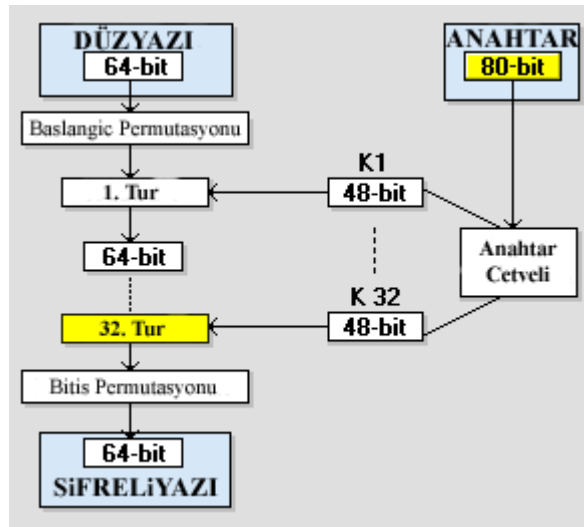 DÜZYAZI
64-bit
ANAHTAR
80-bit
Baslangic Permutasyonu
K1
1. Tur
48-bit
64-bit
Anahtar
Cetveli
K 32
32. Tur
48-bit
Bitis Permutasyonu
64-bit
SiFRELiYAZI